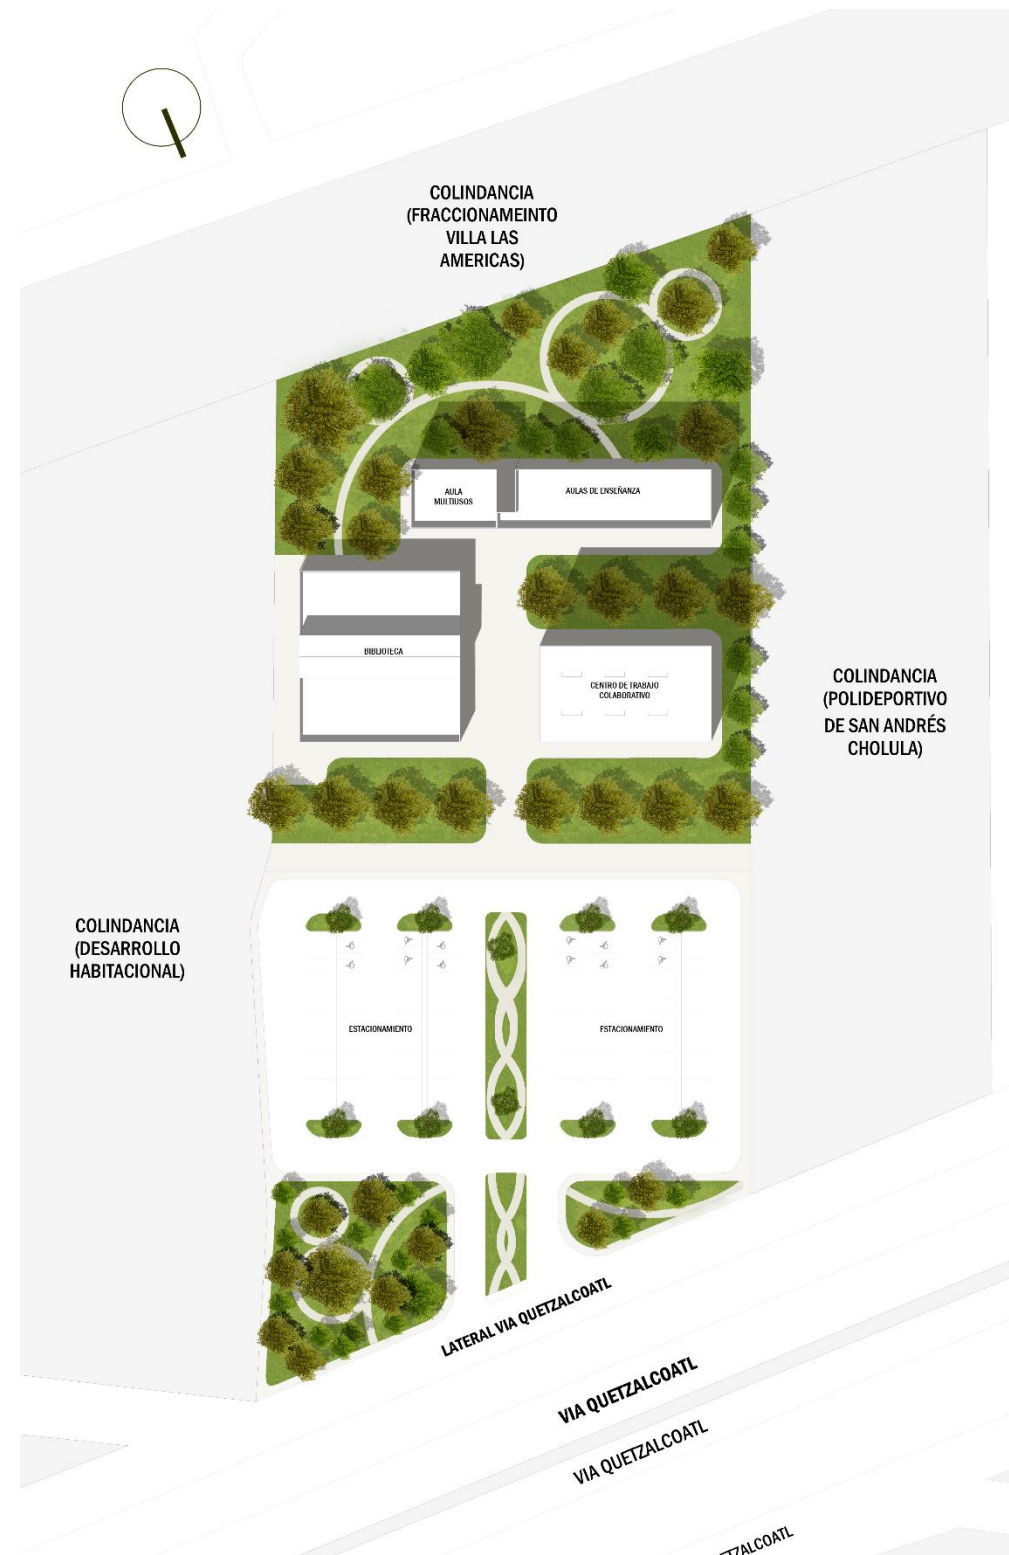 COLINDANCIA
(FRACCIONAMEINTO
VILLA LAS
AMERICAS)
AULA
MULTIUSOS
AULAS DE ENSEÑANZA
BIBLIOTECA
CENTRO DE TRABAJO
COLABORATIVO
COLINDANCIA
(POLIDEPORTIVO
DE SAN ANDRÉS
CHOLULA)
COLINDANCIA
(DESARROLLO
HABITACIONAL)
ESTACIONAMIENTO
ESTACIONAMIENTO
LATERAL VIA QUETZALCOATL
VIA QUETZALCOATL
VIA QUETZALCOATL